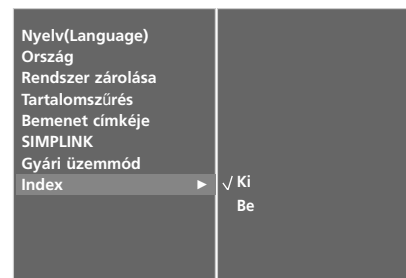 Nyelv(Language)
Ország
Rendszer zárolása
Tartalomszűrés
Bemenet címkéje
SIMPLINK
Gyári üzemmód
Index ► √ Ki
Be